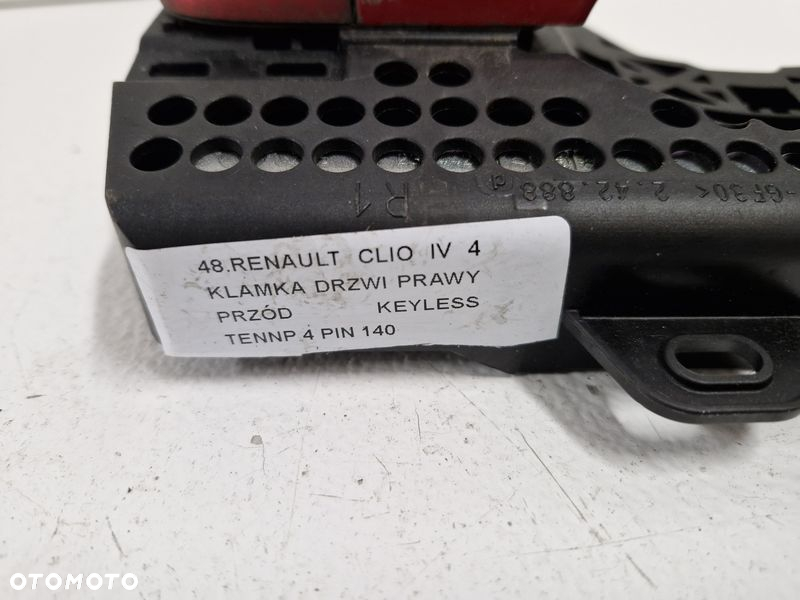 R1
-GF30< 2.42.888
48.RENAULT CLIO IV 4
KLAMKA DRZWI PRAWY
PRZÓD KEYLESS
TENNP 4 PIN 140
OTOMOTO